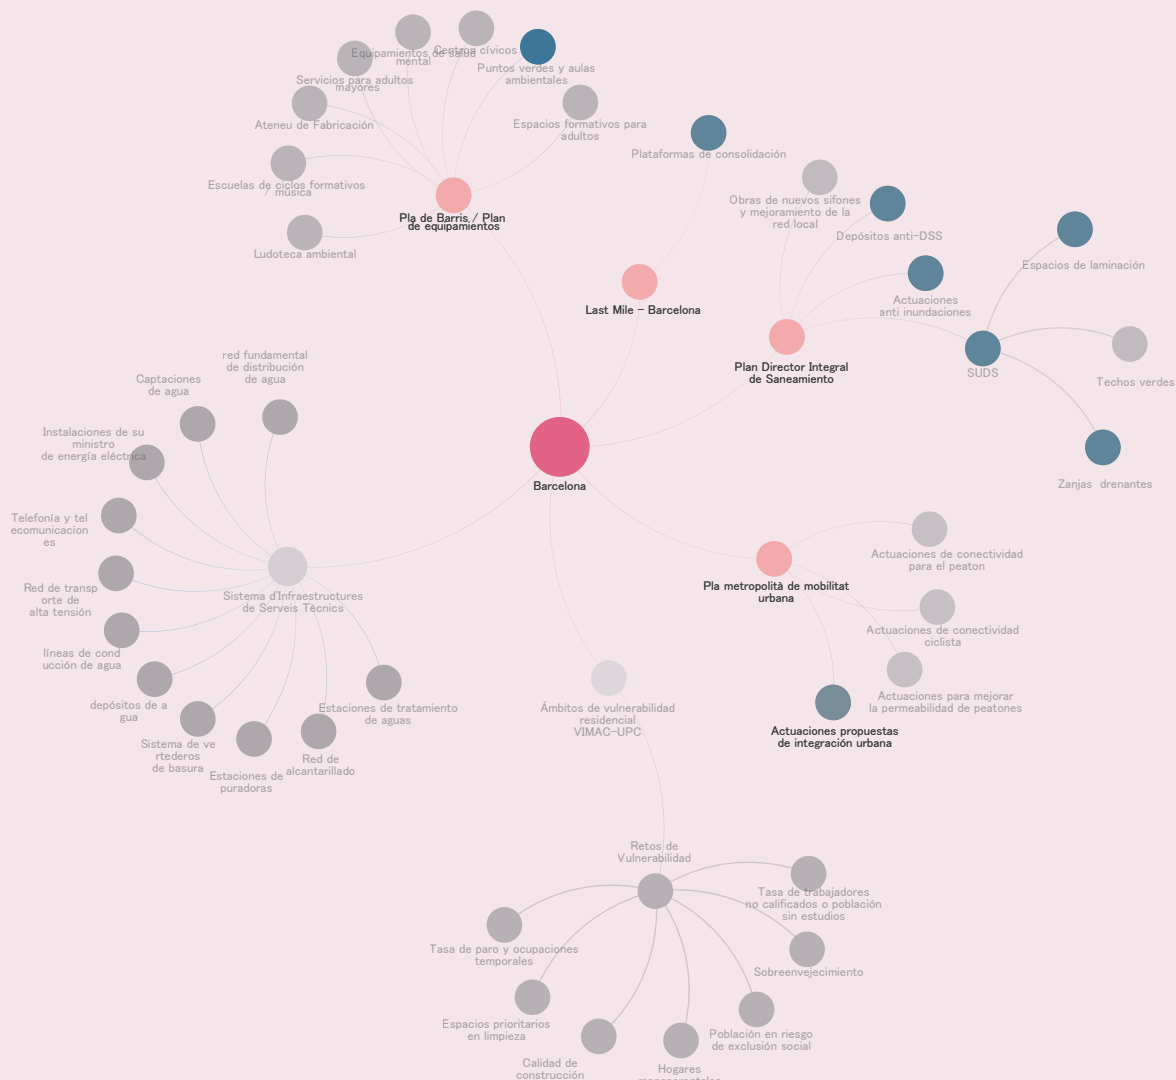 Equipamientos de salud
mental
Centros cívicos
Servicios para adultos
mayores
Puntos verdes y aulas
ambientales
Ateneu de Fabricación
Espacios formativos para
adultos
Escuelas de ciclos formativos
/ música
Pla de Barris / Plan
de equipamientos
Ludoteca ambiental
Plataformas de consolidación
Last Mile - Barcelona
Obras de nuevos sifones
y mejoramiento de la
red local
Depósitos anti-DSS
Actuaciones
anti inundaciones
Espacios de laminación
Plan Director Integral
de Saneamiento
SUDS
Techos verdes
Zanjas drenantes
red fundamental
de distribución
de agua
Captaciones
de agua
Instalaciones de su
ministro
de energía eléctrica
Telefonía y tel
ecomunicacion
es
Red de transp
orte de
alta tensión
líneas de cond
ucción de agua
depósitos de a
gua
Sistema de ve
rtederos
de basura
Estaciones de
puradoras
Red de
alcantarillado
Estaciones de tratamiento
de aguas
Sistema d'Infraestructures
de Serveis Tècnics
Barcelona
Actuaciones de conectividad
para el peaton
Pla metropolità de mobilitat
urbana
Actuaciones de conectividad
ciclista
Actuaciones para mejorar
la permeabilidad de peatones
Actuaciones propuestas
de integración urbana
Ámbitos de vulnerabilidad
residencial
VIMAC-UPC
Retos de
Vulnerabilidad
Tasa de trabajadores
no calificados o población
sin estudios
Tasa de paro y ocupaciones
temporales
Sobreenvejecimiento
Espacios prioritarios
en limpieza
Población en riesgo
de exclusión social
Calidad de
construcción
Hogares
monoparentales